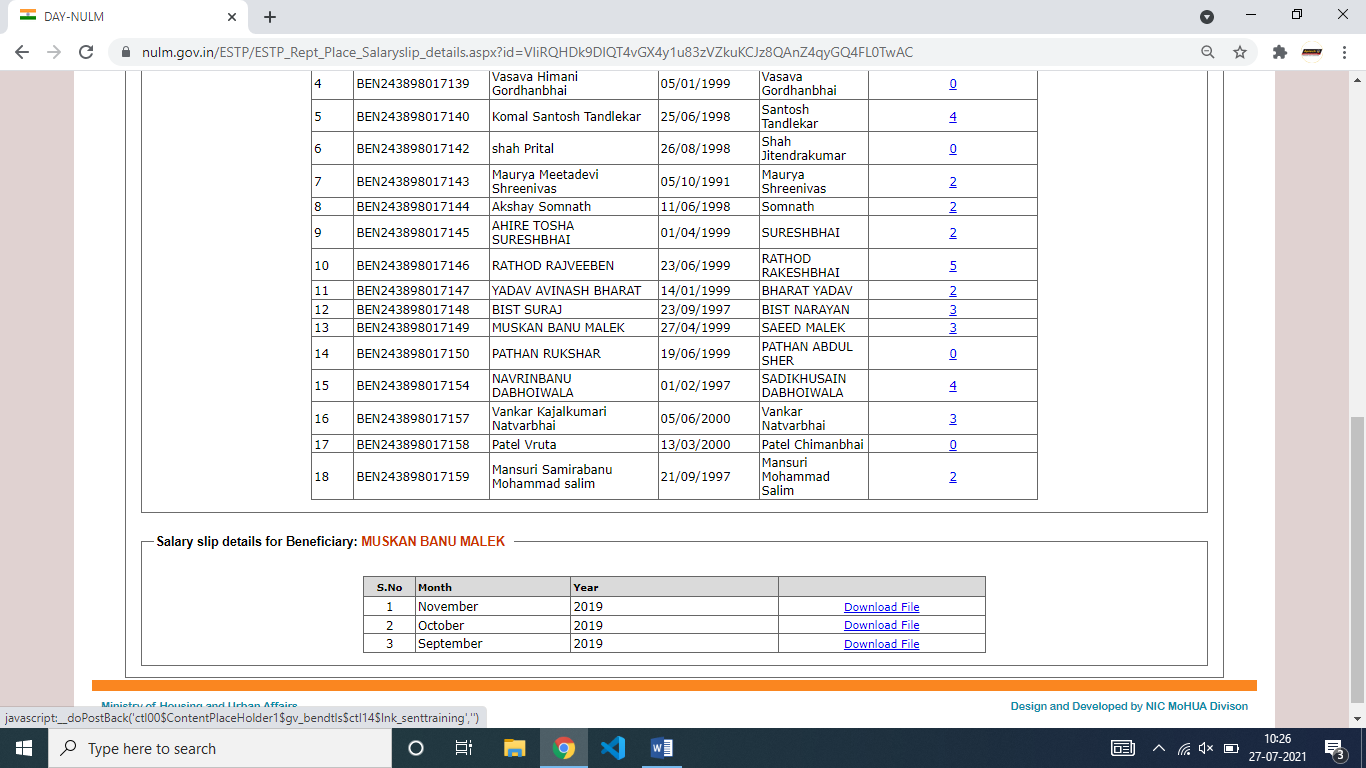 DAY-NULM
nulm.gov.in/ESTP/ESTP_Rept_Place_Salaryslip_details.aspx?id=VIiRQHDk9DlQT4vGX4y1u83zVZkuKCJz8QAnZ4qyGQ4FL0TwAC
4 BEN243898017139 Vasava Himani Gordhanbhai 05/01/1999 Vasava Gordhanbhai 0
5 BEN243898017140 Komal Santosh Tandlekar 25/06/1998 Santosh Tandlekar 4
6 BEN243898017142 shah Prital 26/08/1998 Shah Jitendrakumar 0
7 BEN243898017143 Maurya Meetadevi Shreenivas 05/10/1991 Maurya Shreenivas 2
8 BEN243898017144 Akshay Somnath 11/06/1998 Somnath 2
9 BEN243898017145 AHIRE TOSHA SURESHBHAI 01/04/1999 SURESHBHAI 2
10 BEN243898017146 RATHOD RAJVEEBEN 23/06/1999 RATHOD RAKESHBHAI 5
11 BEN243898017147 YADAV AVINASH BHARAT 14/01/1999 BHARAT YADAV 2
12 BEN243898017148 BIST SURAJ 23/09/1997 BIST NARAYAN 3
13 BEN243898017149 MUSKAN BANU MALEK 27/04/1999 SAEED MALEK 3
14 BEN243898017150 PATHAN RUKSHAR 19/06/1999 PATHAN ABDUL SHER 0
15 BEN243898017154 NAVRINBANU DABHOIWALA 01/02/1997 SADIKHUSAIN DABHOIWALA 4
16 BEN243898017157 Vankar Kajalkumari Natvarbhai 05/06/2000 Vankar Natvarbhai 3
17 BEN243898017158 Patel Vruta 13/03/2000 Patel Chimanbhai 0
18 BEN243898017159 Mansuri Samirabanu Mohammad salim 21/09/1997 Mansuri Mohammad Salim 2
Salary slip details for Beneficiary: MUSKAN BANU MALEK
S.No Month Year
1 November 2019 Download File
2 October 2019 Download File
3 September 2019 Download File
Ministry of Housing and Urban Affairs Design and Developed by NIC MoHUA Divison
javascript:__doPostBack('ctl00$ContentPlaceHolder1$gv_bendtls$ctl14$lnk_senttraining','')
Type here to search
10:26
27-07-2021
3